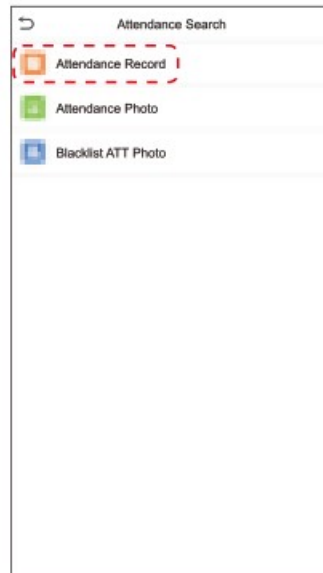 Attendance Search
Attendance Record
Attendance Photo
Blacklist ATT Photo